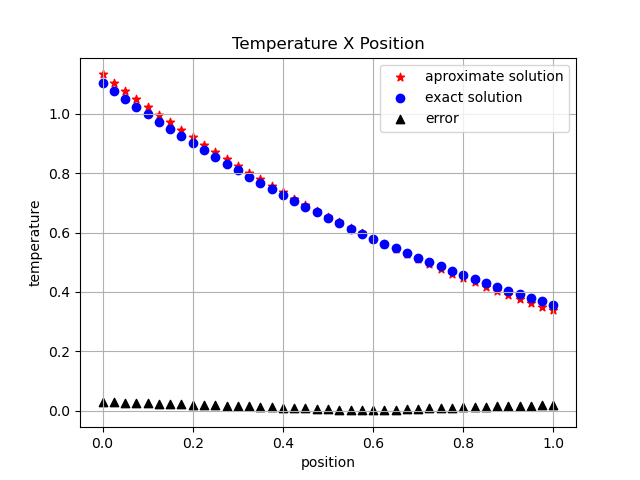 Temperature X Position
aproximate solution
exact solution
error
temperature
1.0
0.8
0.6
0.4
0.2
0.0
0.0 0.2 0.4 0.6 0.8 1.0
position